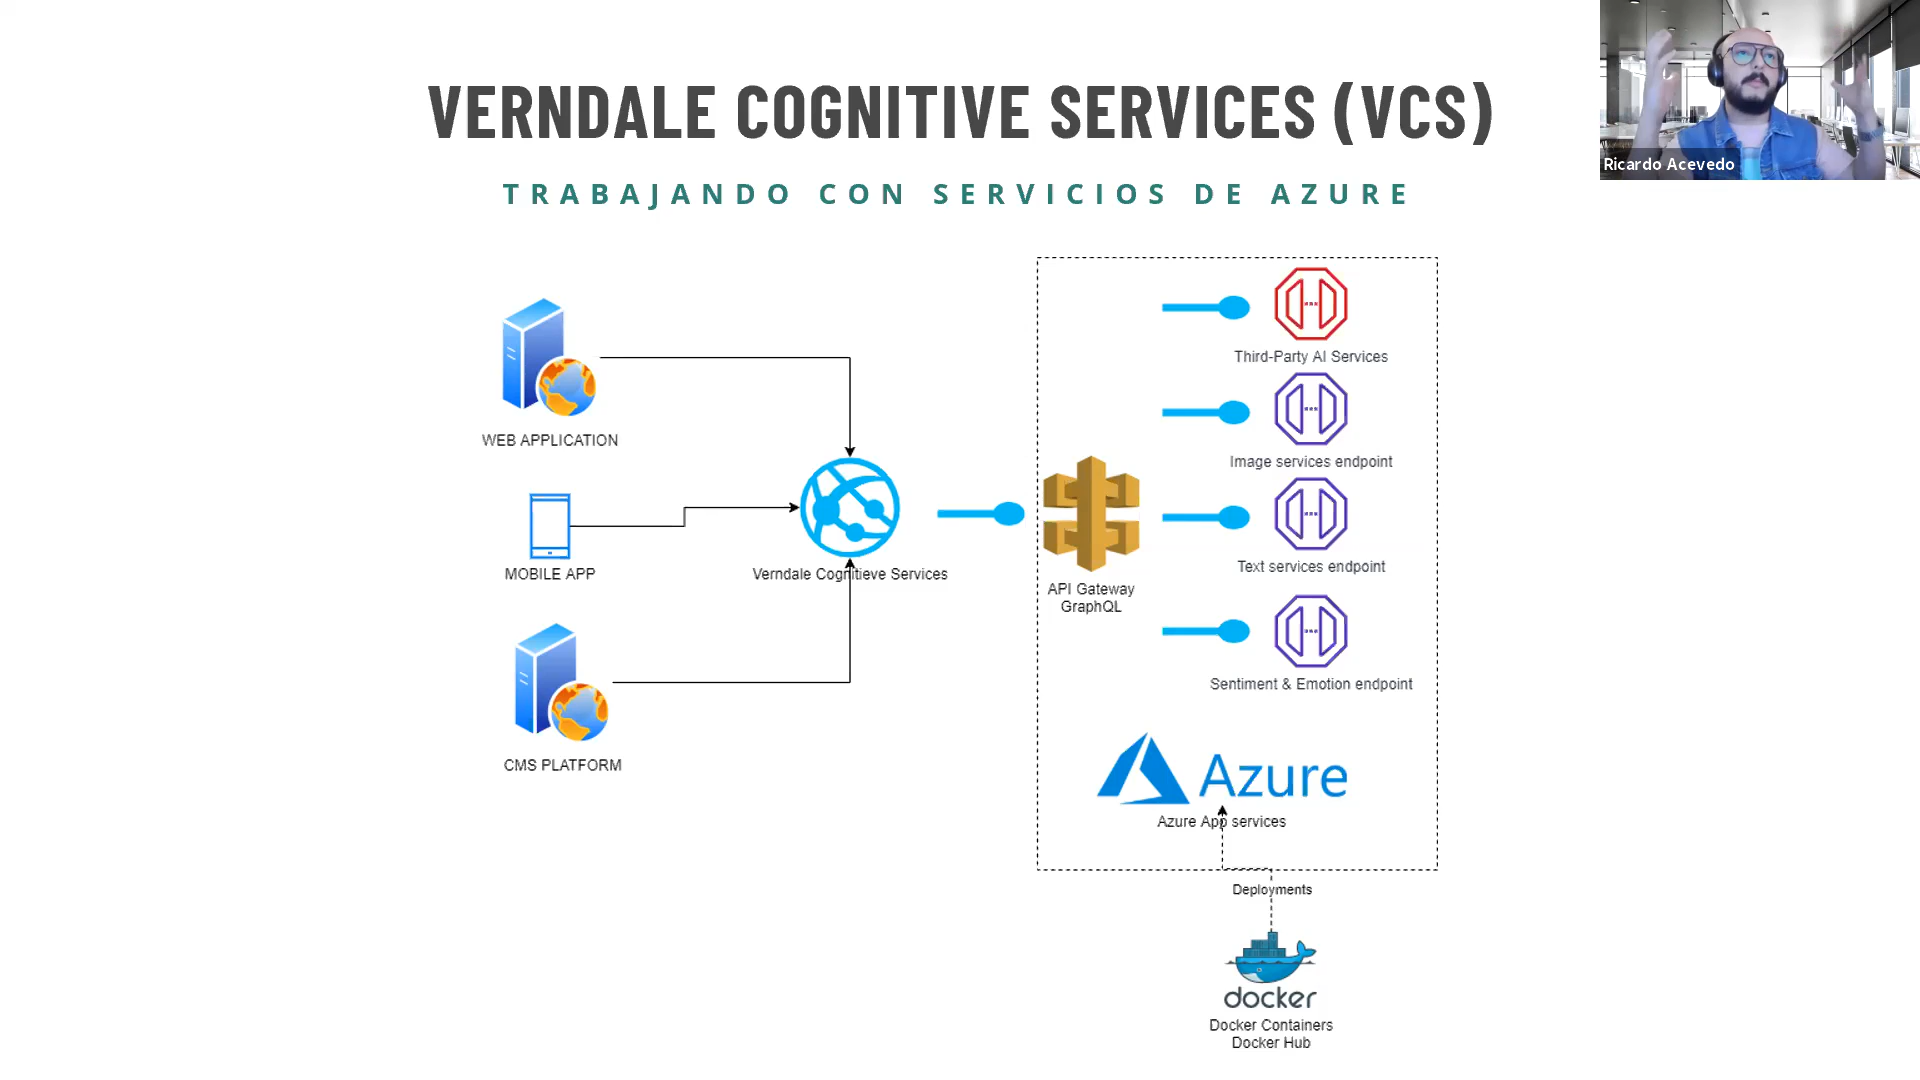 VERNDALE COGNITIVE SERVICES (VCS)
Ricardo Acevedo
TRABAJANDO CON SERVICIOS DE AZURE
WEB APPLICATION
MOBILE APP
CMS PLATFORM
Verndale Cognitieve Services
API Gateway
GraphQL
Third-Party AI Services
Image services endpoint
Text services endpoint
Sentiment & Emotion endpoint
Azure
Azure App services
Deployments
docker
Docker Containers
Docker Hub